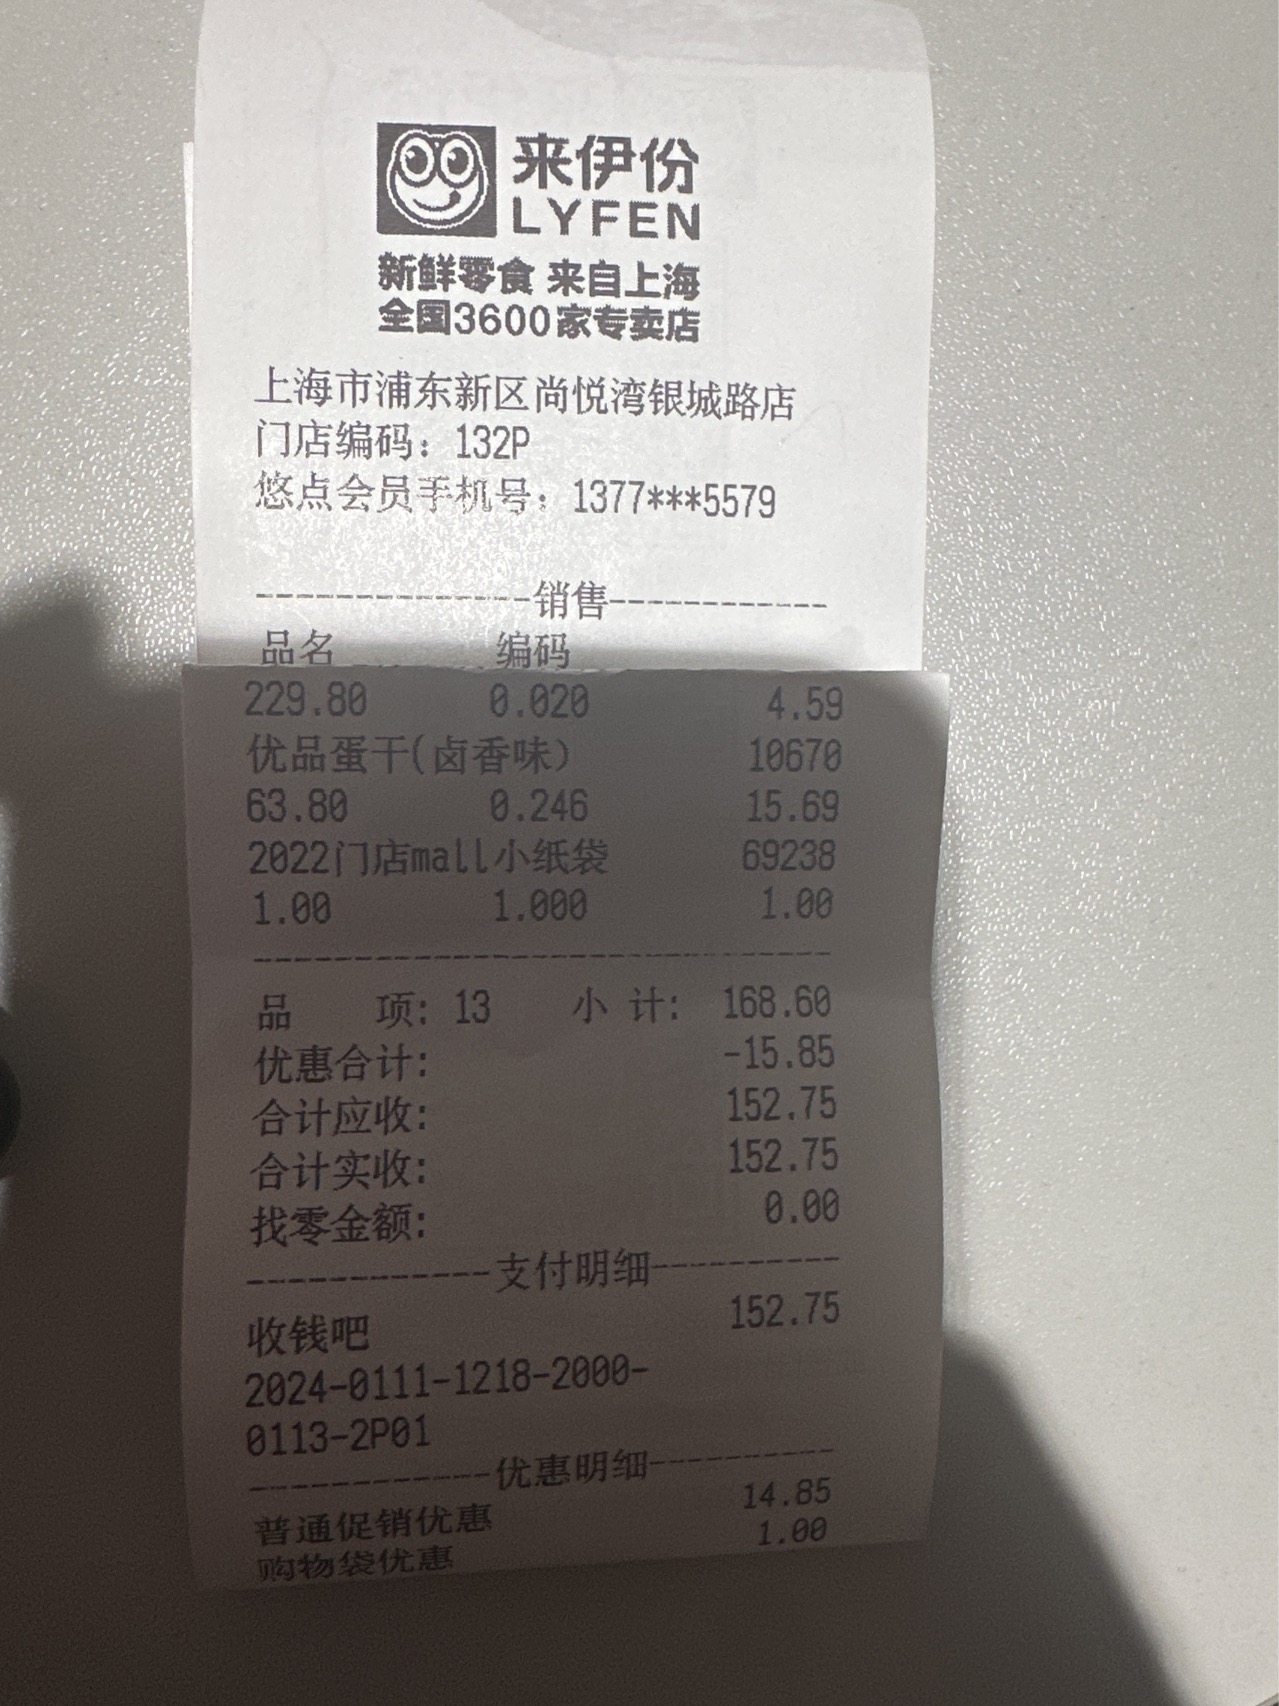 来伊份
LYFEN
新鲜零食 来自上海
全国3600家专卖店
上海市浦东新区尚悦湾银城路店
门店编码：132P
悠点会员手机号：1377***5579
---------------销售------------
品名 编码
229.80 0.020 4.59
优品蛋干(卤香味) 10670
63.80 0.246 15.69
2022门店mall小纸袋 69238
1.00 1.000 1.00
------------------------------
品 项: 13 小 计: 168.60
优惠合计: -15.85
合计应收: 152.75
合计实收: 152.75
找零金额: 0.00
------------支付明细----------
收钱吧 152.75
2024-0111-1218-2000-
0113-2P01
------------优惠明细----------
普通促销优惠 14.85
购物袋优惠 1.00